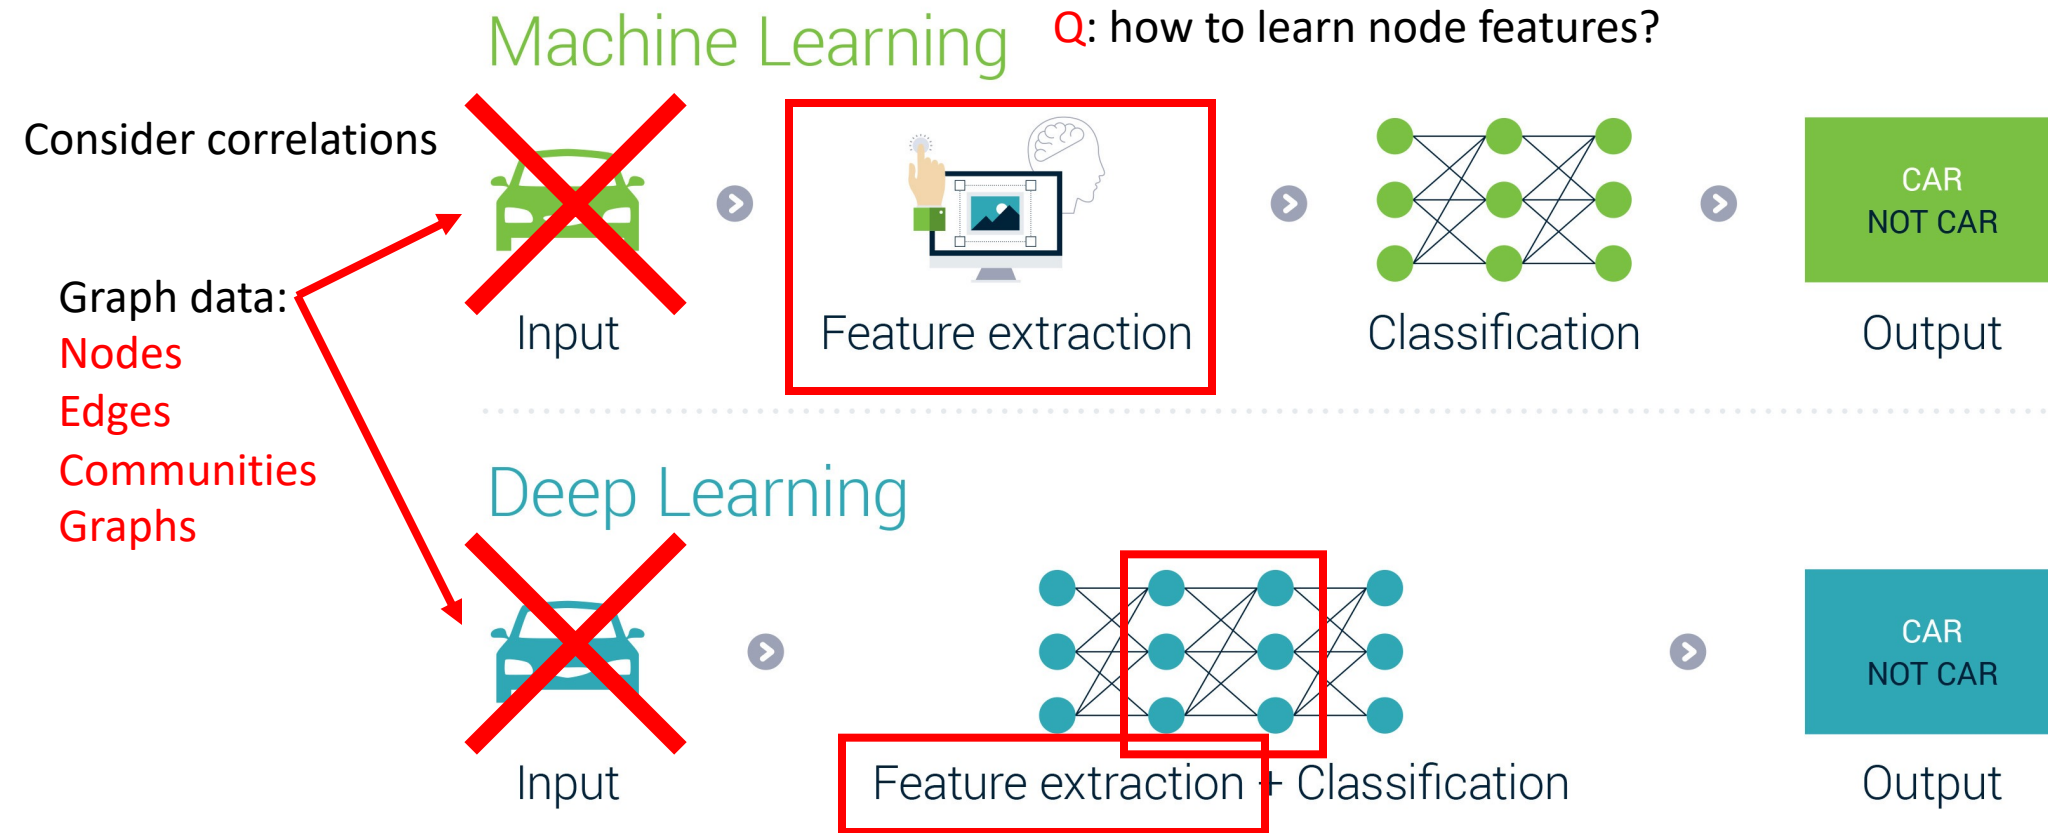 Machine Learning
Q: how to learn node features?
Consider correlations
Graph data:
Nodes
Edges
Communities
Graphs
Input
Feature extraction
Classification
CAR
NOT CAR
Output
Deep Learning
Input
Feature extraction + Classification
CAR
NOT CAR
Output